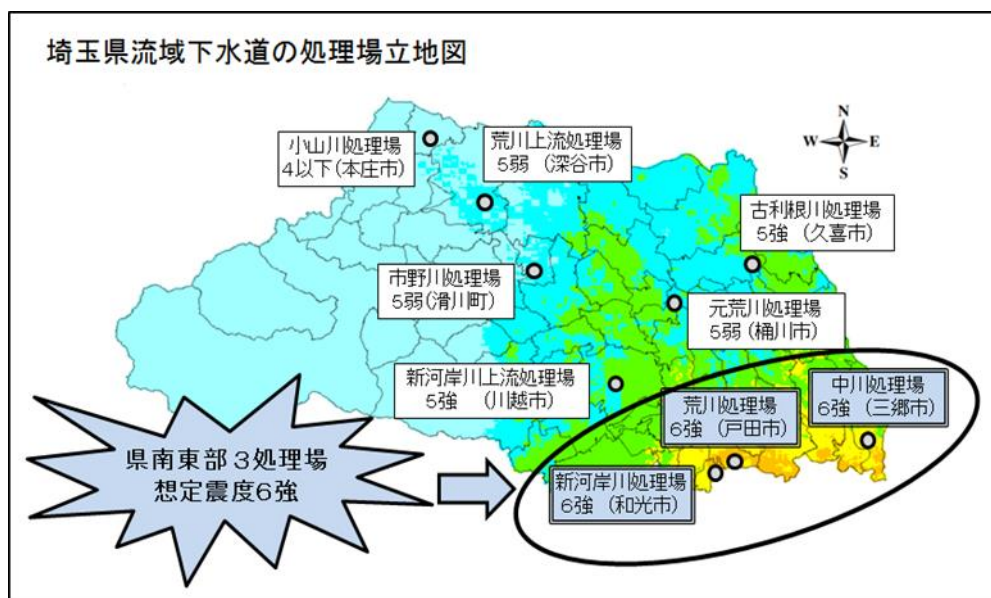 埼玉県流域下水道の処理場立地図
N
W E
S
小山川処理場
4以下(本庄市)
荒川上流処理場
5弱 (深谷市)
古利根川処理場
5強 (久喜市)
市野川処理場
5弱(滑川町)
元荒川処理場
5弱 (桶川市)
新河岸川上流処理場
5強 (川越市)
中川処理場
6強 (三郷市)
荒川処理場
6強 (戸田市)
新河岸川処理場
6強 (和光市)
県南東部3処理場
想定震度6強